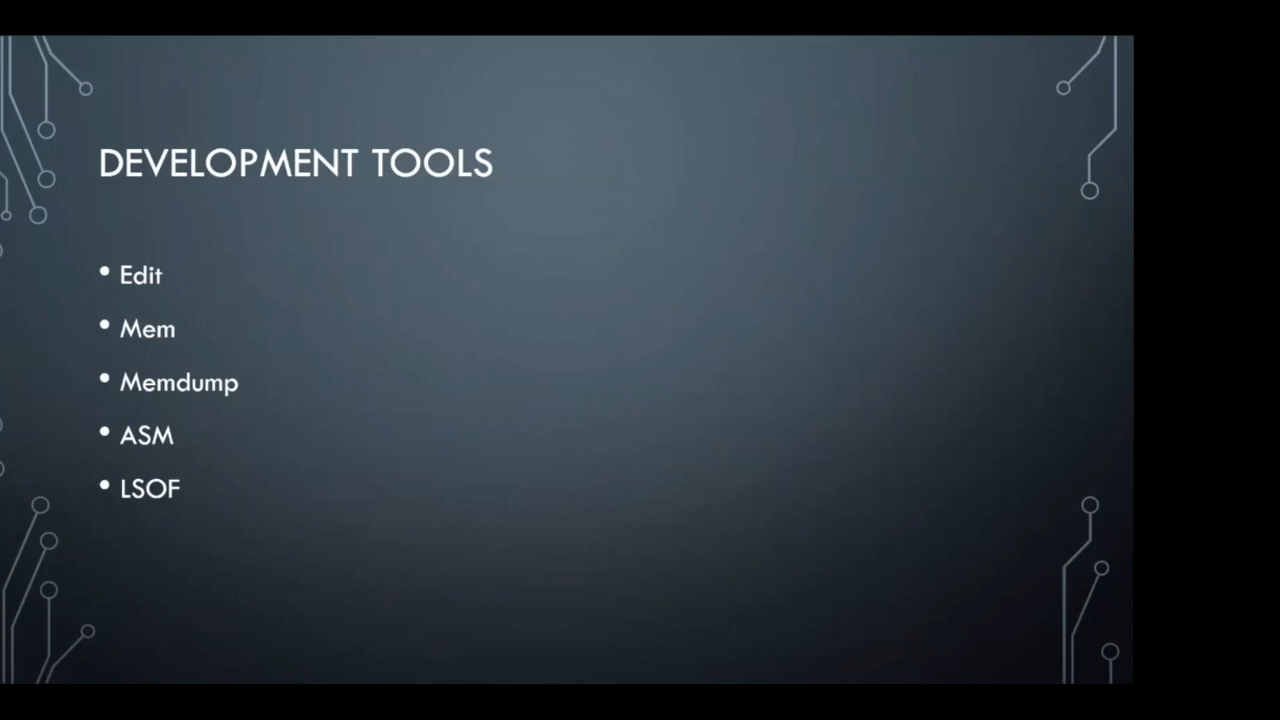 DEVELOPMENT TOOLS
• Edit
• Mem
• Memdump
• ASM
• LSOF